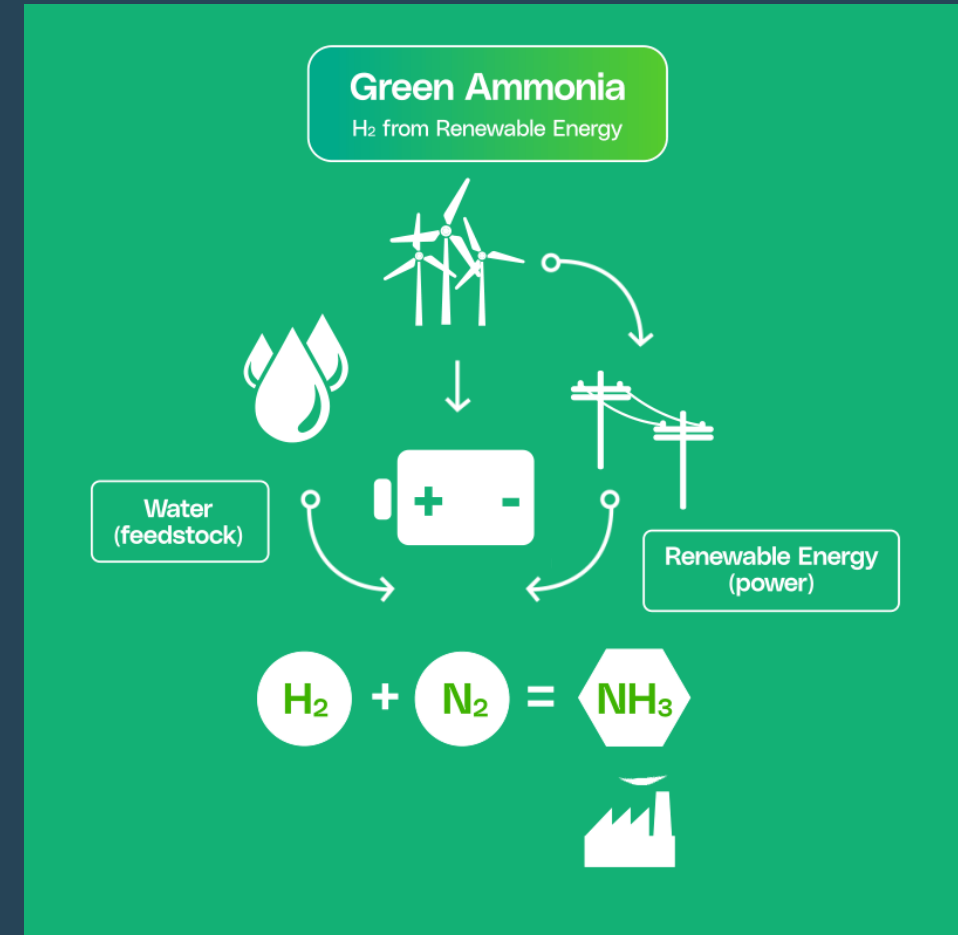 Green Ammonia
H₂ from Renewable Energy
+ -
Water
(feedstock)
Renewable Energy
(power)
H₂ + N₂ = NH₃